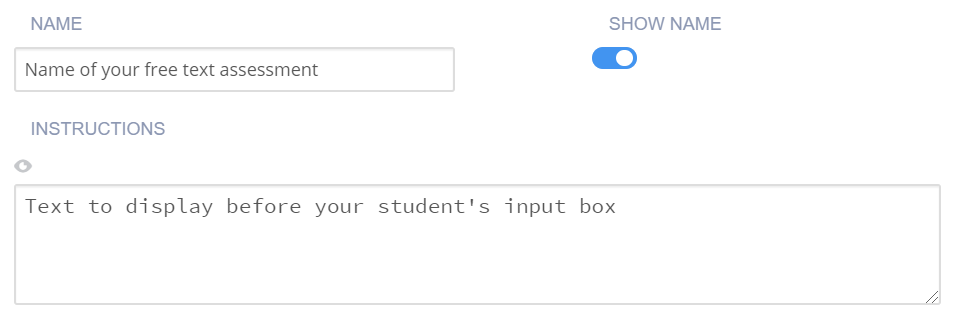 NAME
SHOW NAME
Name of your free text assessment
INSTRUCTIONS
Text to display before your student's input box